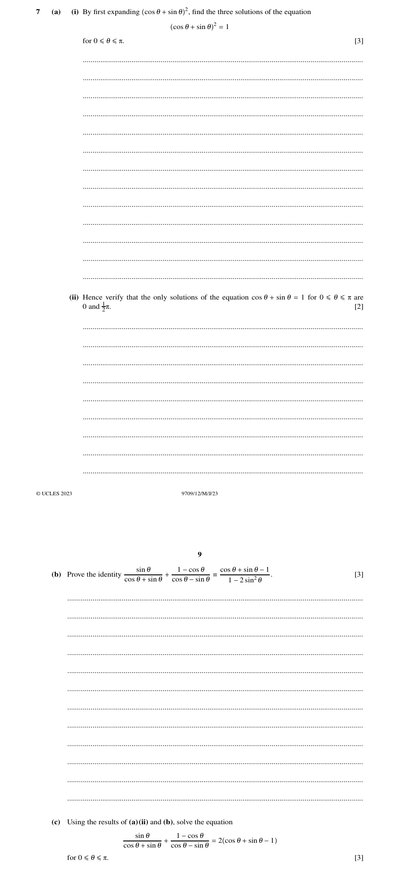 7 (a) (i) By first expanding (cos θ + sin θ)², find the three solutions of the equation
(cos θ + sin θ)² = 1
for 0 ⩽ θ ⩽ π. [3]
(ii) Hence verify that the only solutions of the equation cos θ + sin θ = 1 for 0 ⩽ θ ⩽ π are
0 and ½π. [2]
© UCLES 2023 9709/12/M/J/23
9
(b) Prove the identity sin θ/(cos θ + sin θ) + (1 − cos θ)/(cos θ − sin θ) ≡ (cos θ + sin θ − 1)/(1 − 2 sin² θ). [3]
(c) Using the results of (a)(ii) and (b), solve the equation
sin θ/(cos θ + sin θ) + (1 − cos θ)/(cos θ − sin θ) = 2(cos θ + sin θ − 1)
for 0 ⩽ θ ⩽ π. [3]